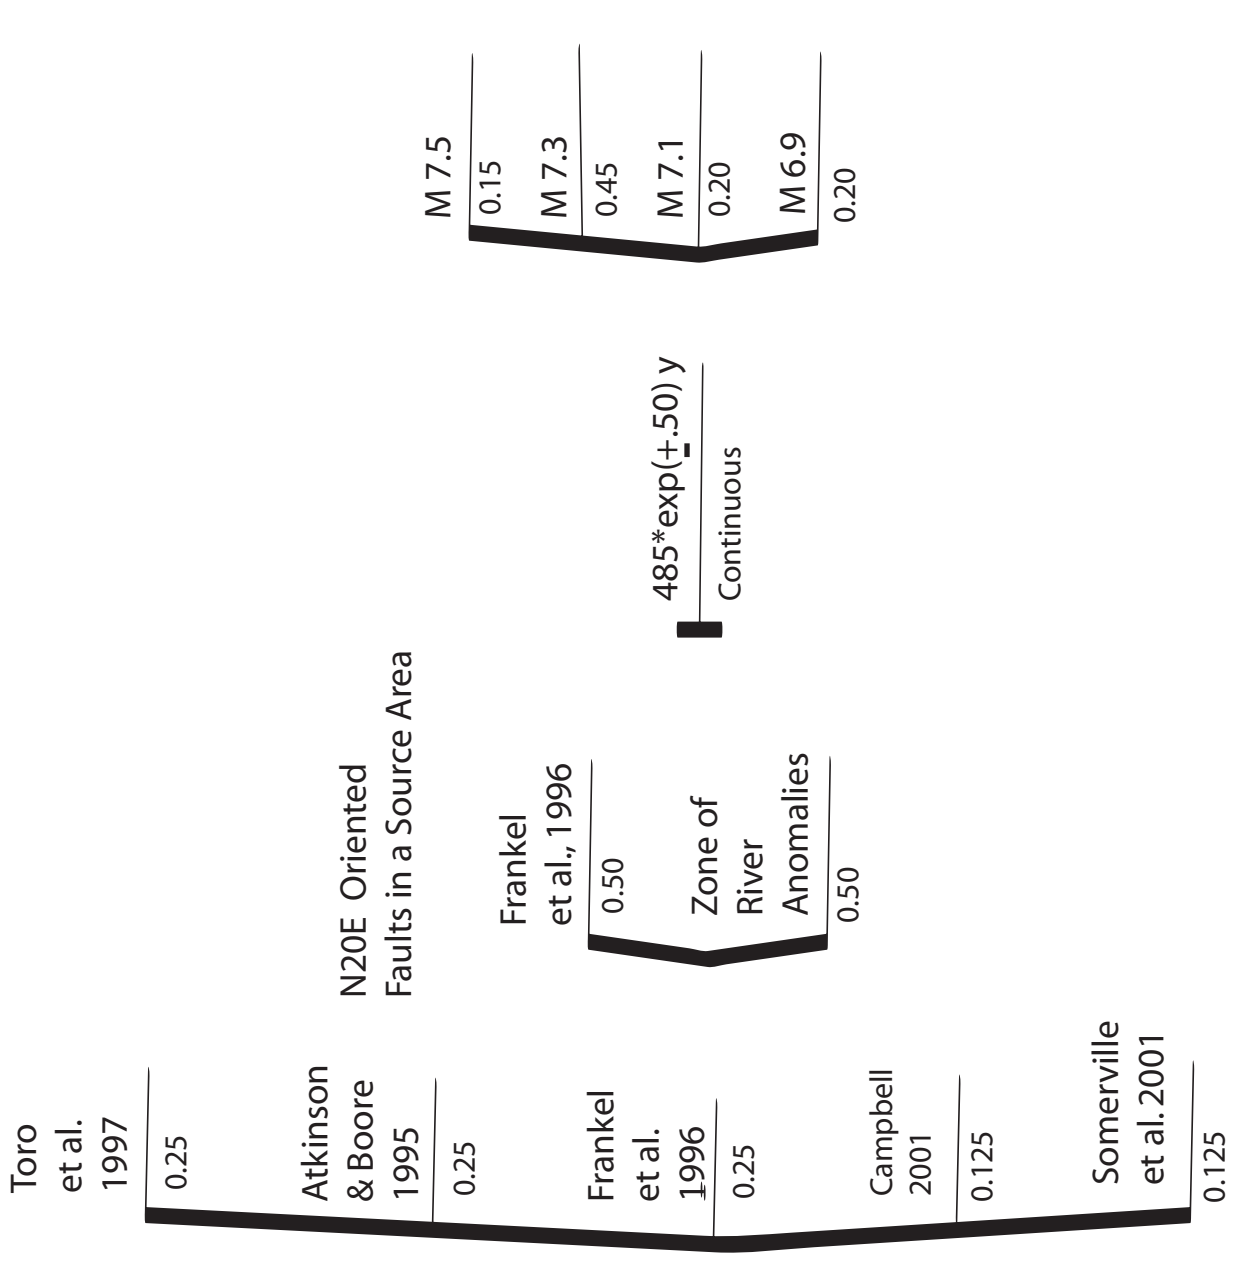 Toro
et al.
1997
0.25
Atkinson
& Boore
1995
0.25
Frankel
et al.
1996
0.25
Campbell
2001
0.125
Somerville
et al. 2001
0.125
N20E Oriented
Faults in a Source Area
Frankel
et al., 1996
0.50
Zone of
River
Anomalies
0.50
485*exp(±.50) y
Continuous
M 7.5
0.15
M 7.3
0.45
M 7.1
0.20
M 6.9
0.20